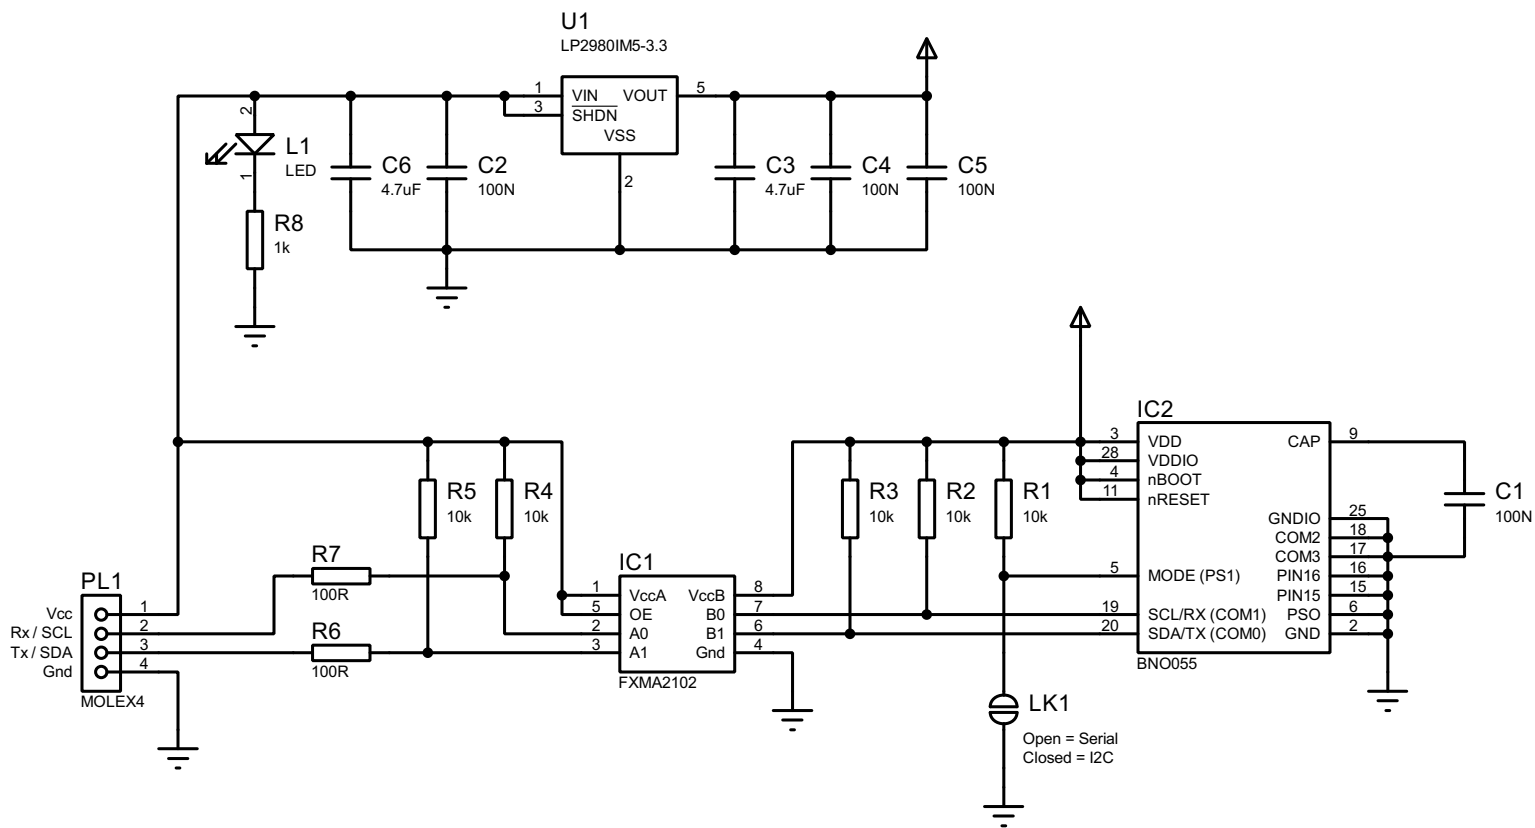 U1
LP2980IM5-3.3
1
VIN
VOUT
5
3
SHDN
VSS
2
2
L1
LED
1
R8
1k
C6
4.7uF
C2
100N
C3
4.7uF
C4
100N
C5
100N
R5
10k
R4
10k
R7
100R
R6
100R
PL1
Vcc
1
Rx / SCL
2
Tx / SDA
3
Gnd
4
MOLEX4
IC1
1
VccA
VccB
8
5
OE
B0
7
2
A0
B1
6
3
A1
Gnd
4
FXMA2102
R3
10k
R2
10k
R1
10k
LK1
Open = Serial
Closed = I2C
IC2
3
VDD
CAP
9
28
VDDIO
4
nBOOT
11
nRESET
GNDIO
25
COM2
18
COM3
17
5
MODE (PS1)
PIN16
16
PIN15
15
19
SCL/RX (COM1)
PSO
6
20
SDA/TX (COM0)
GND
2
BNO055
C1
100N